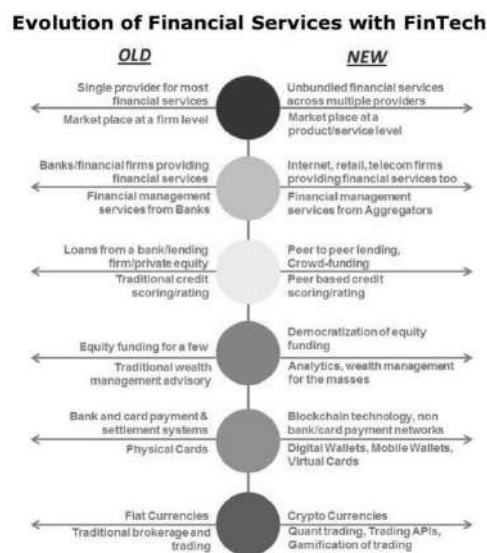 Evolution of Financial Services with FinTech
OLD
NEW
Single provider for most
financial services
Market place at a firm level
Unbundled financial services
across multiple providers
Market place at a
product/service level
Banks/financial firms providing
financial services
Financial management
services from Banks
Internet, retail, telecom firms
providing financial services too
Financial management
services from Aggregators
Loans from a bank/lending
firm/private equity
Traditional credit
scoring/rating
Peer to peer lending,
Crowd-funding
Peer based credit
scoring/rating
Equity funding for a few
Traditional wealth
management advisory
Democratization of equity
funding
Analytics, wealth management
for the masses
Bank and card payment &
settlement systems
Physical Cards
Blockchain technology, non
bank/card payment networks
Digital Wallets, Mobile Wallets,
Virtual Cards
Fiat Currencies
Traditional brokerage and
trading
Crypto Currencies
Quant trading, Trading APIs,
Gamification of trading